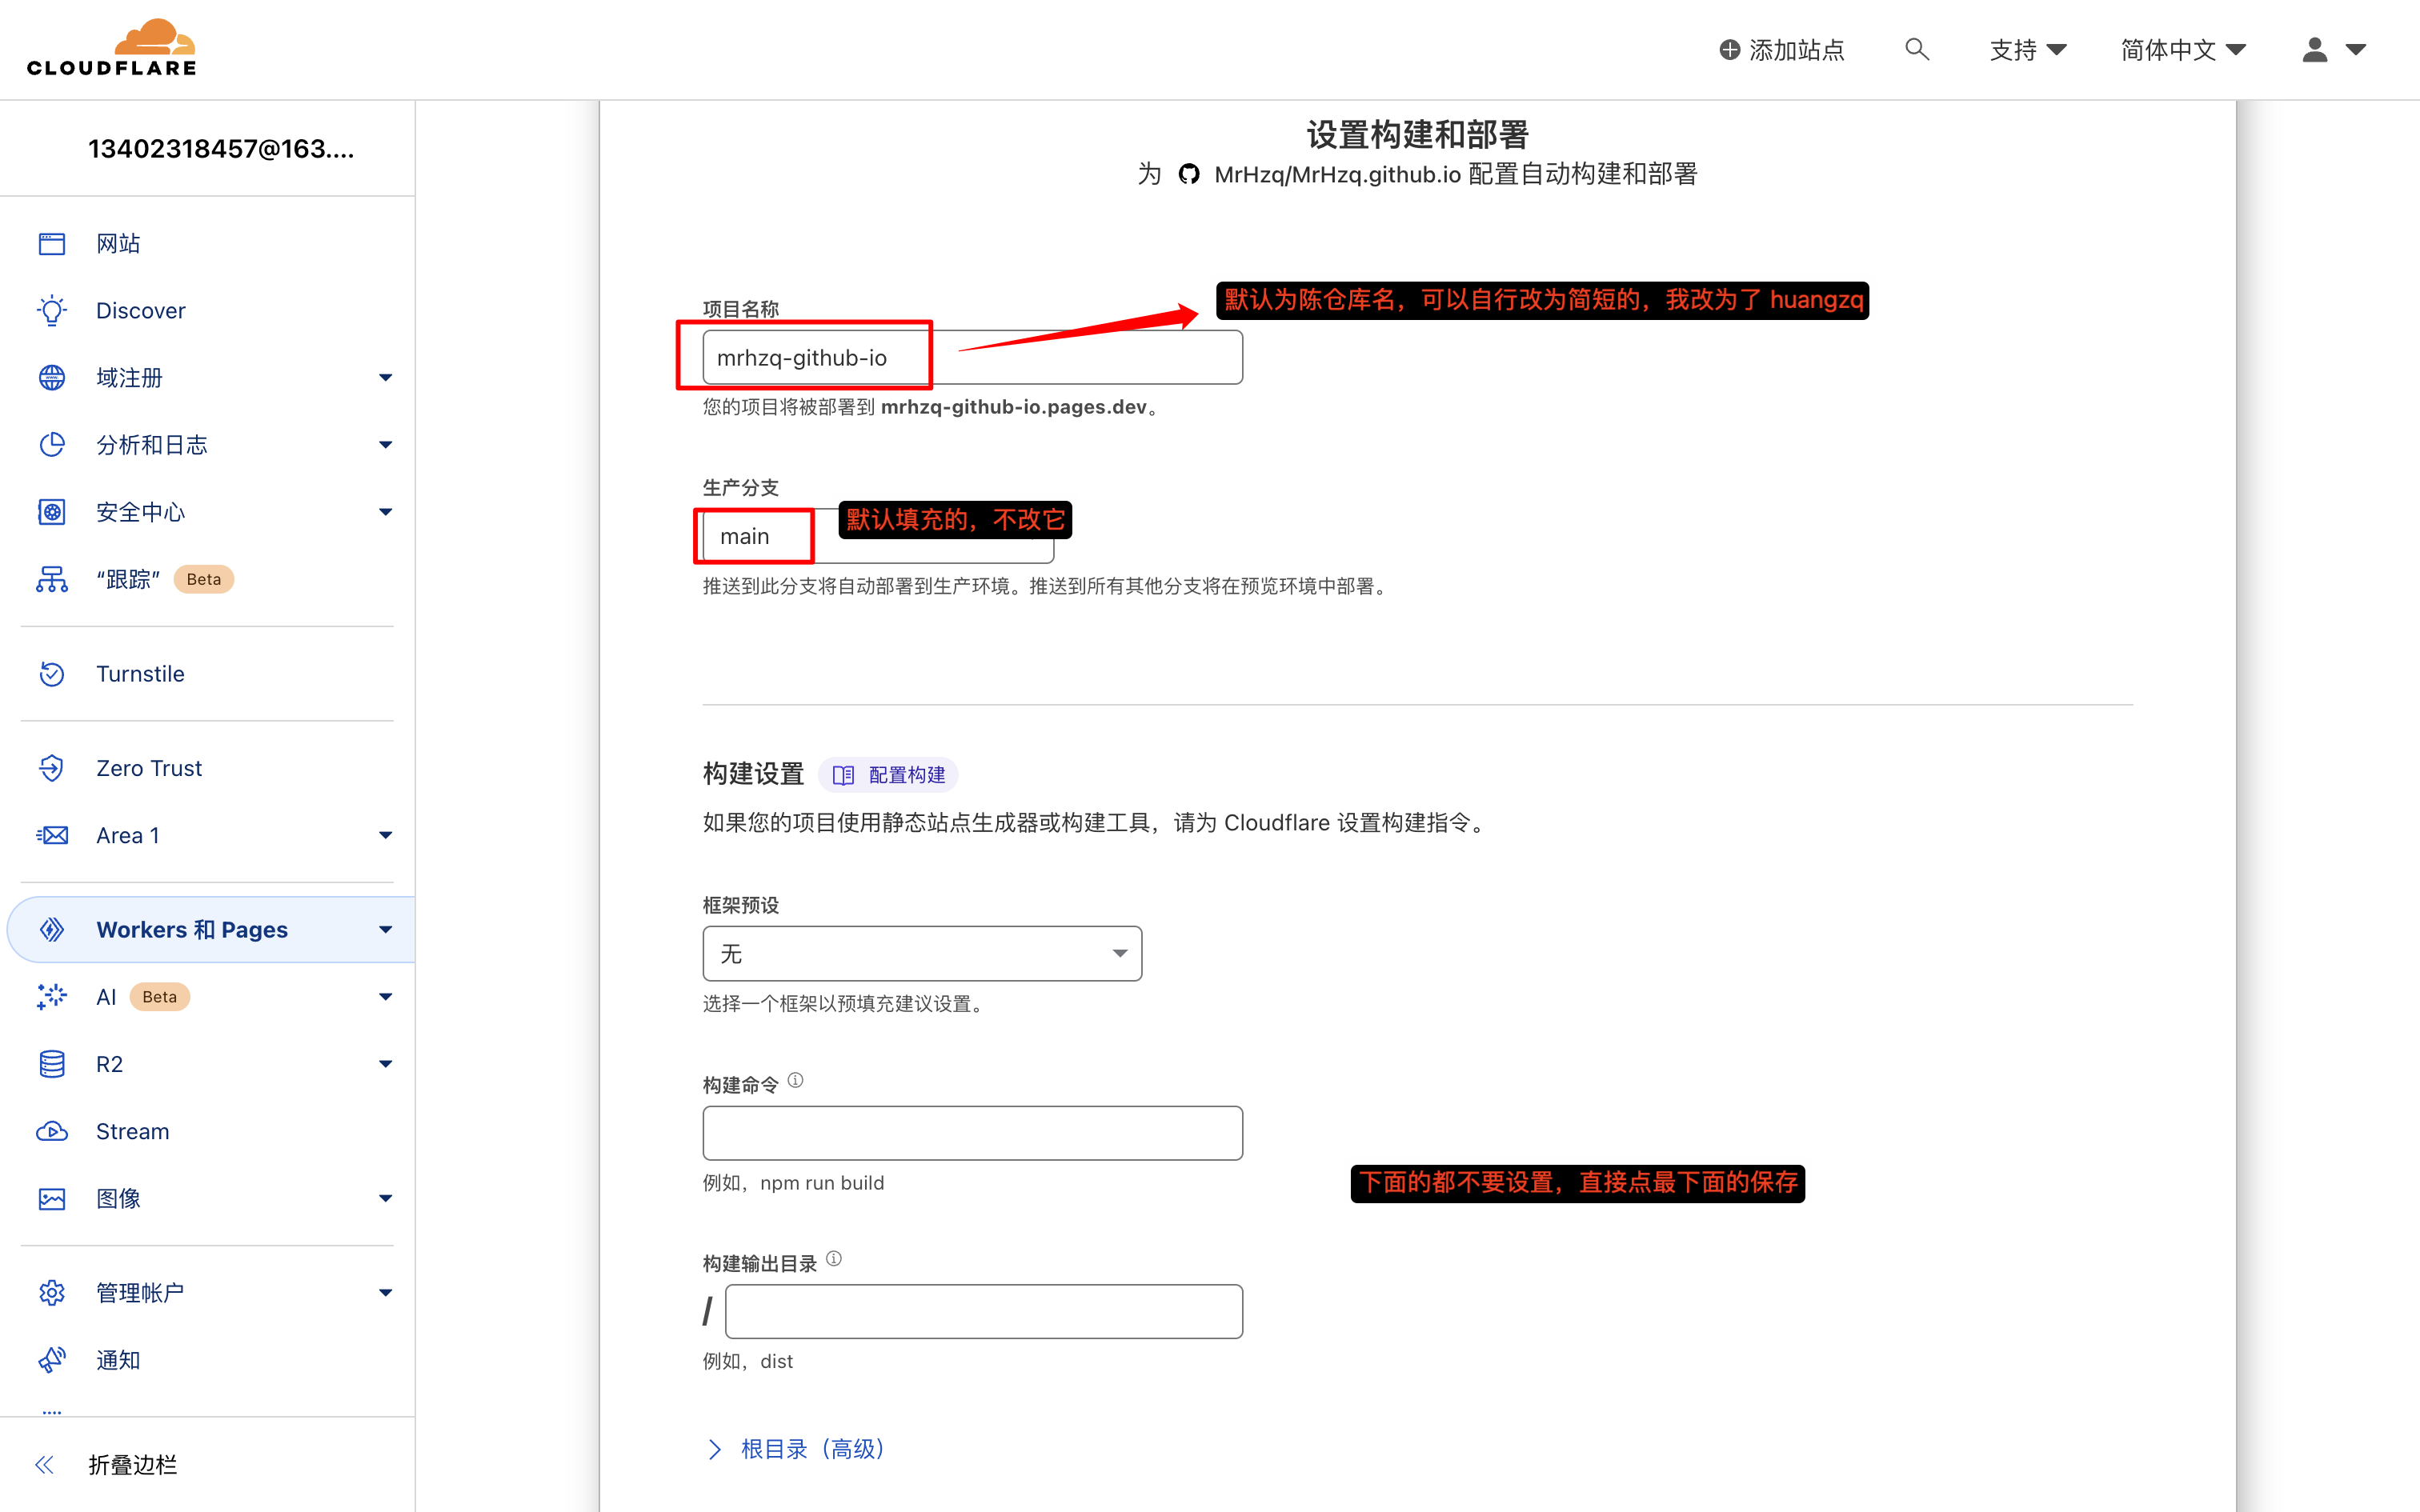 CLOUDFLARE
添加站点
支持
简体中文
13402318457@163....
网站
Discover
域注册
分析和日志
安全中心
“跟踪” Beta
Turnstile
Zero Trust
Area 1
Workers 和 Pages
AI Beta
R2
Stream
图像
管理帐户
通知
折叠边栏
设置构建和部署
为 MrHzq/MrHzq.github.io 配置自动构建和部署
项目名称
默认为陈仓库名，可以自行改为简短的，我改为了 huangzq
mrhzq-github-io
您的项目将被部署到 mrhzq-github-io.pages.dev。
生产分支
默认填充的，不改它
main
推送到此分支将自动部署到生产环境。推送到所有其他分支将在预览环境中部署。
构建设置 配置构建
如果您的项目使用静态站点生成器或构建工具，请为 Cloudflare 设置构建指令。
框架预设
无
选择一个框架以预填充建议设置。
构建命令
例如，npm run build
下面的都不要设置，直接点最下面的保存
构建输出目录
/
例如，dist
根目录（高级）